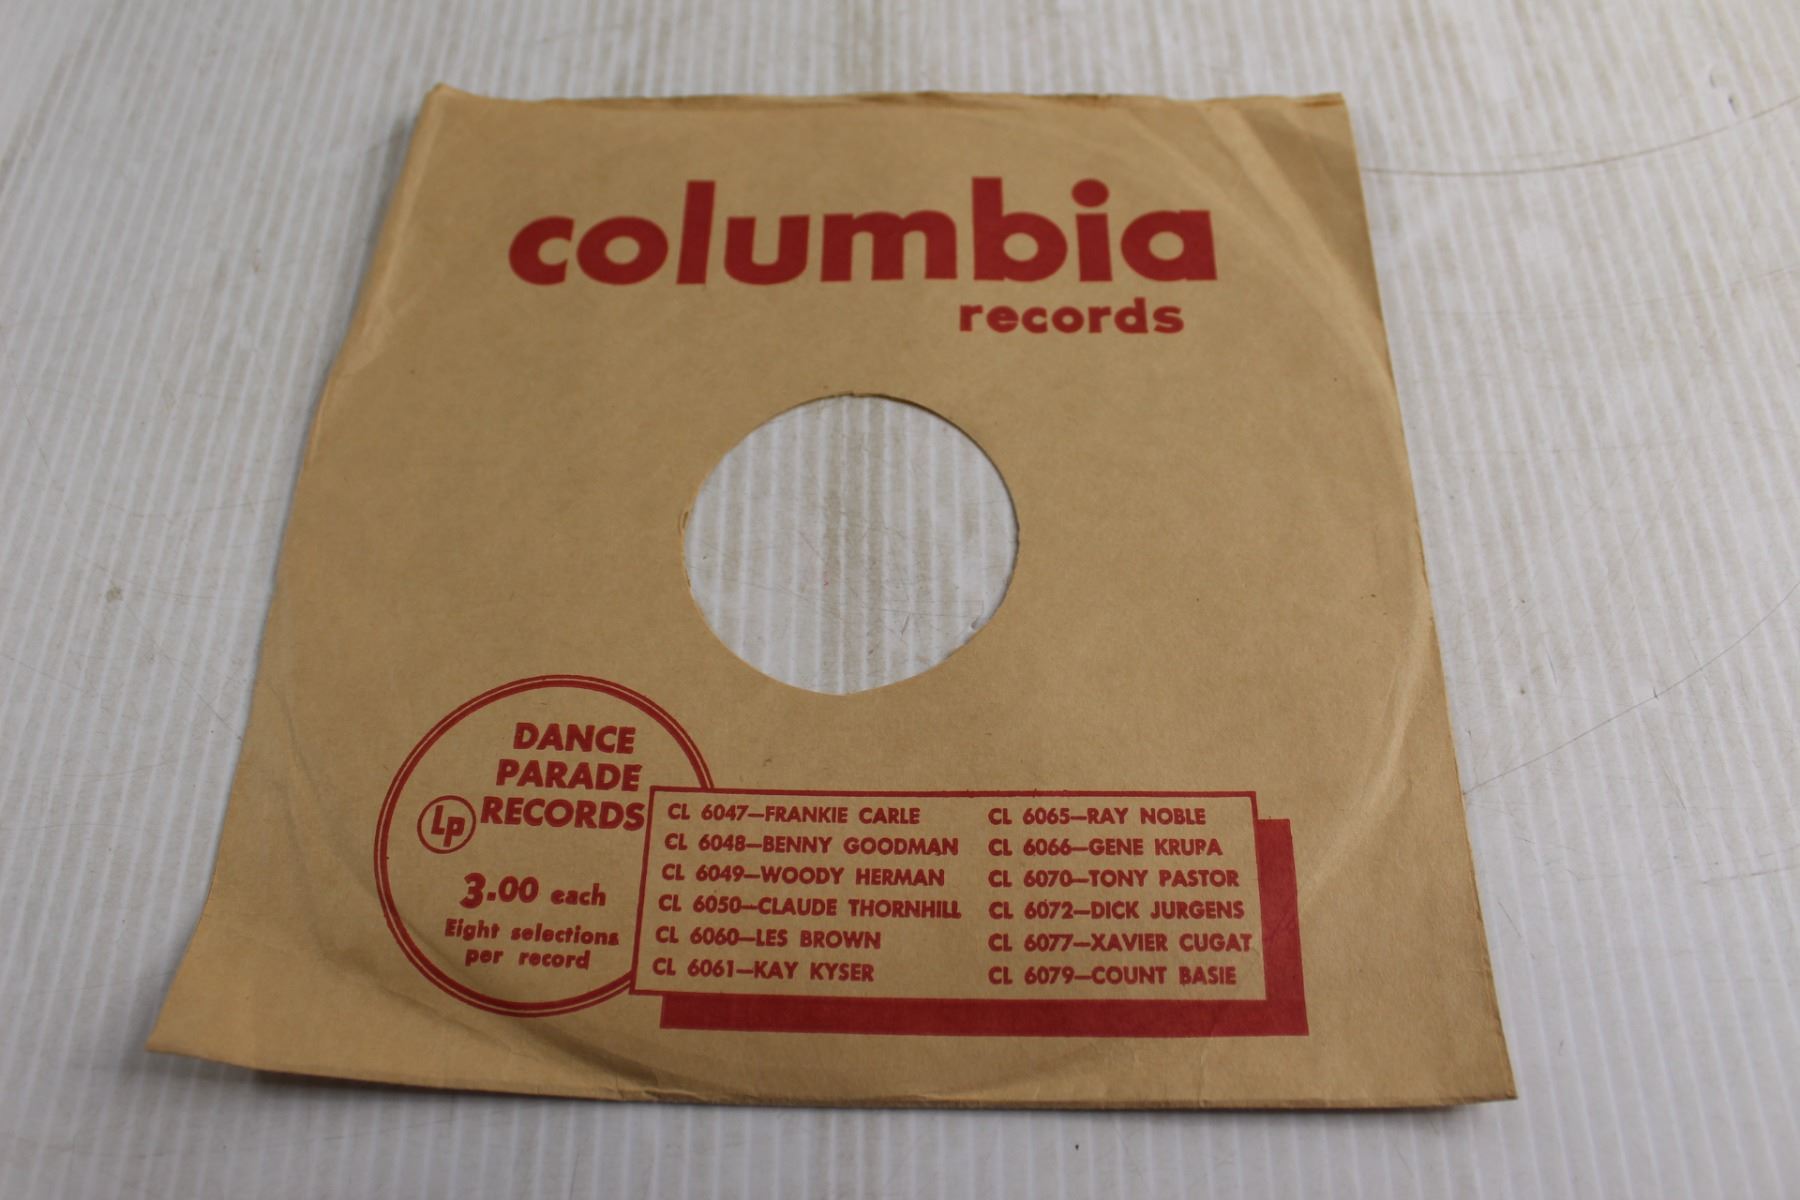 columbia
records
DANCE
PARADE
Lp RECORDS
3.00 each
Eight selections
per record
CL 6047—FRANKIE CARLE
CL 6048—BENNY GOODMAN
CL 6049—WOODY HERMAN
CL 6050—CLAUDE THORNHILL
CL 6060—LES BROWN
CL 6061—KAY KYSER
CL 6065—RAY NOBLE
CL 6066—GENE KRUPA
CL 6070—TONY PASTOR
CL 6072—DICK JURGENS
CL 6077—XAVIER CUGAT
CL 6079—COUNT BASIE